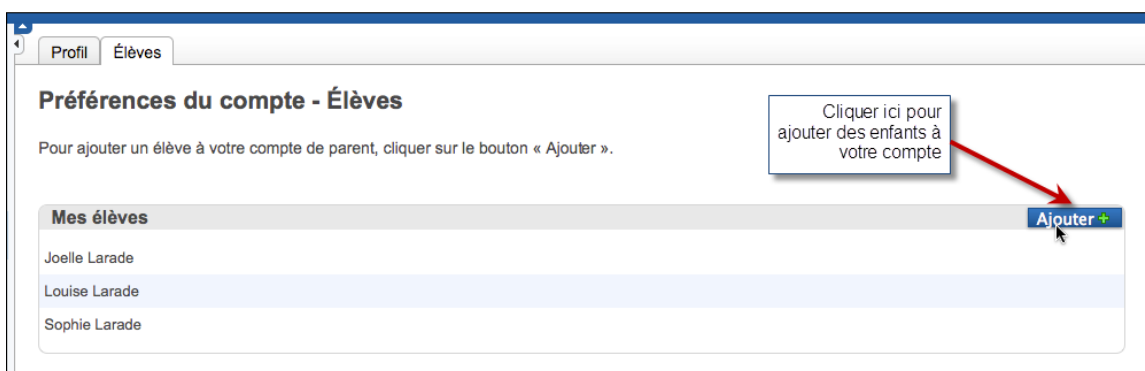 Profil Élèves
Préférences du compte - Élèves
Cliquer ici pour
ajouter des enfants à
votre compte
Pour ajouter un élève à votre compte de parent, cliquer sur le bouton « Ajouter ».
Mes élèves Ajouter +
Joelle Larade
Louise Larade
Sophie Larade